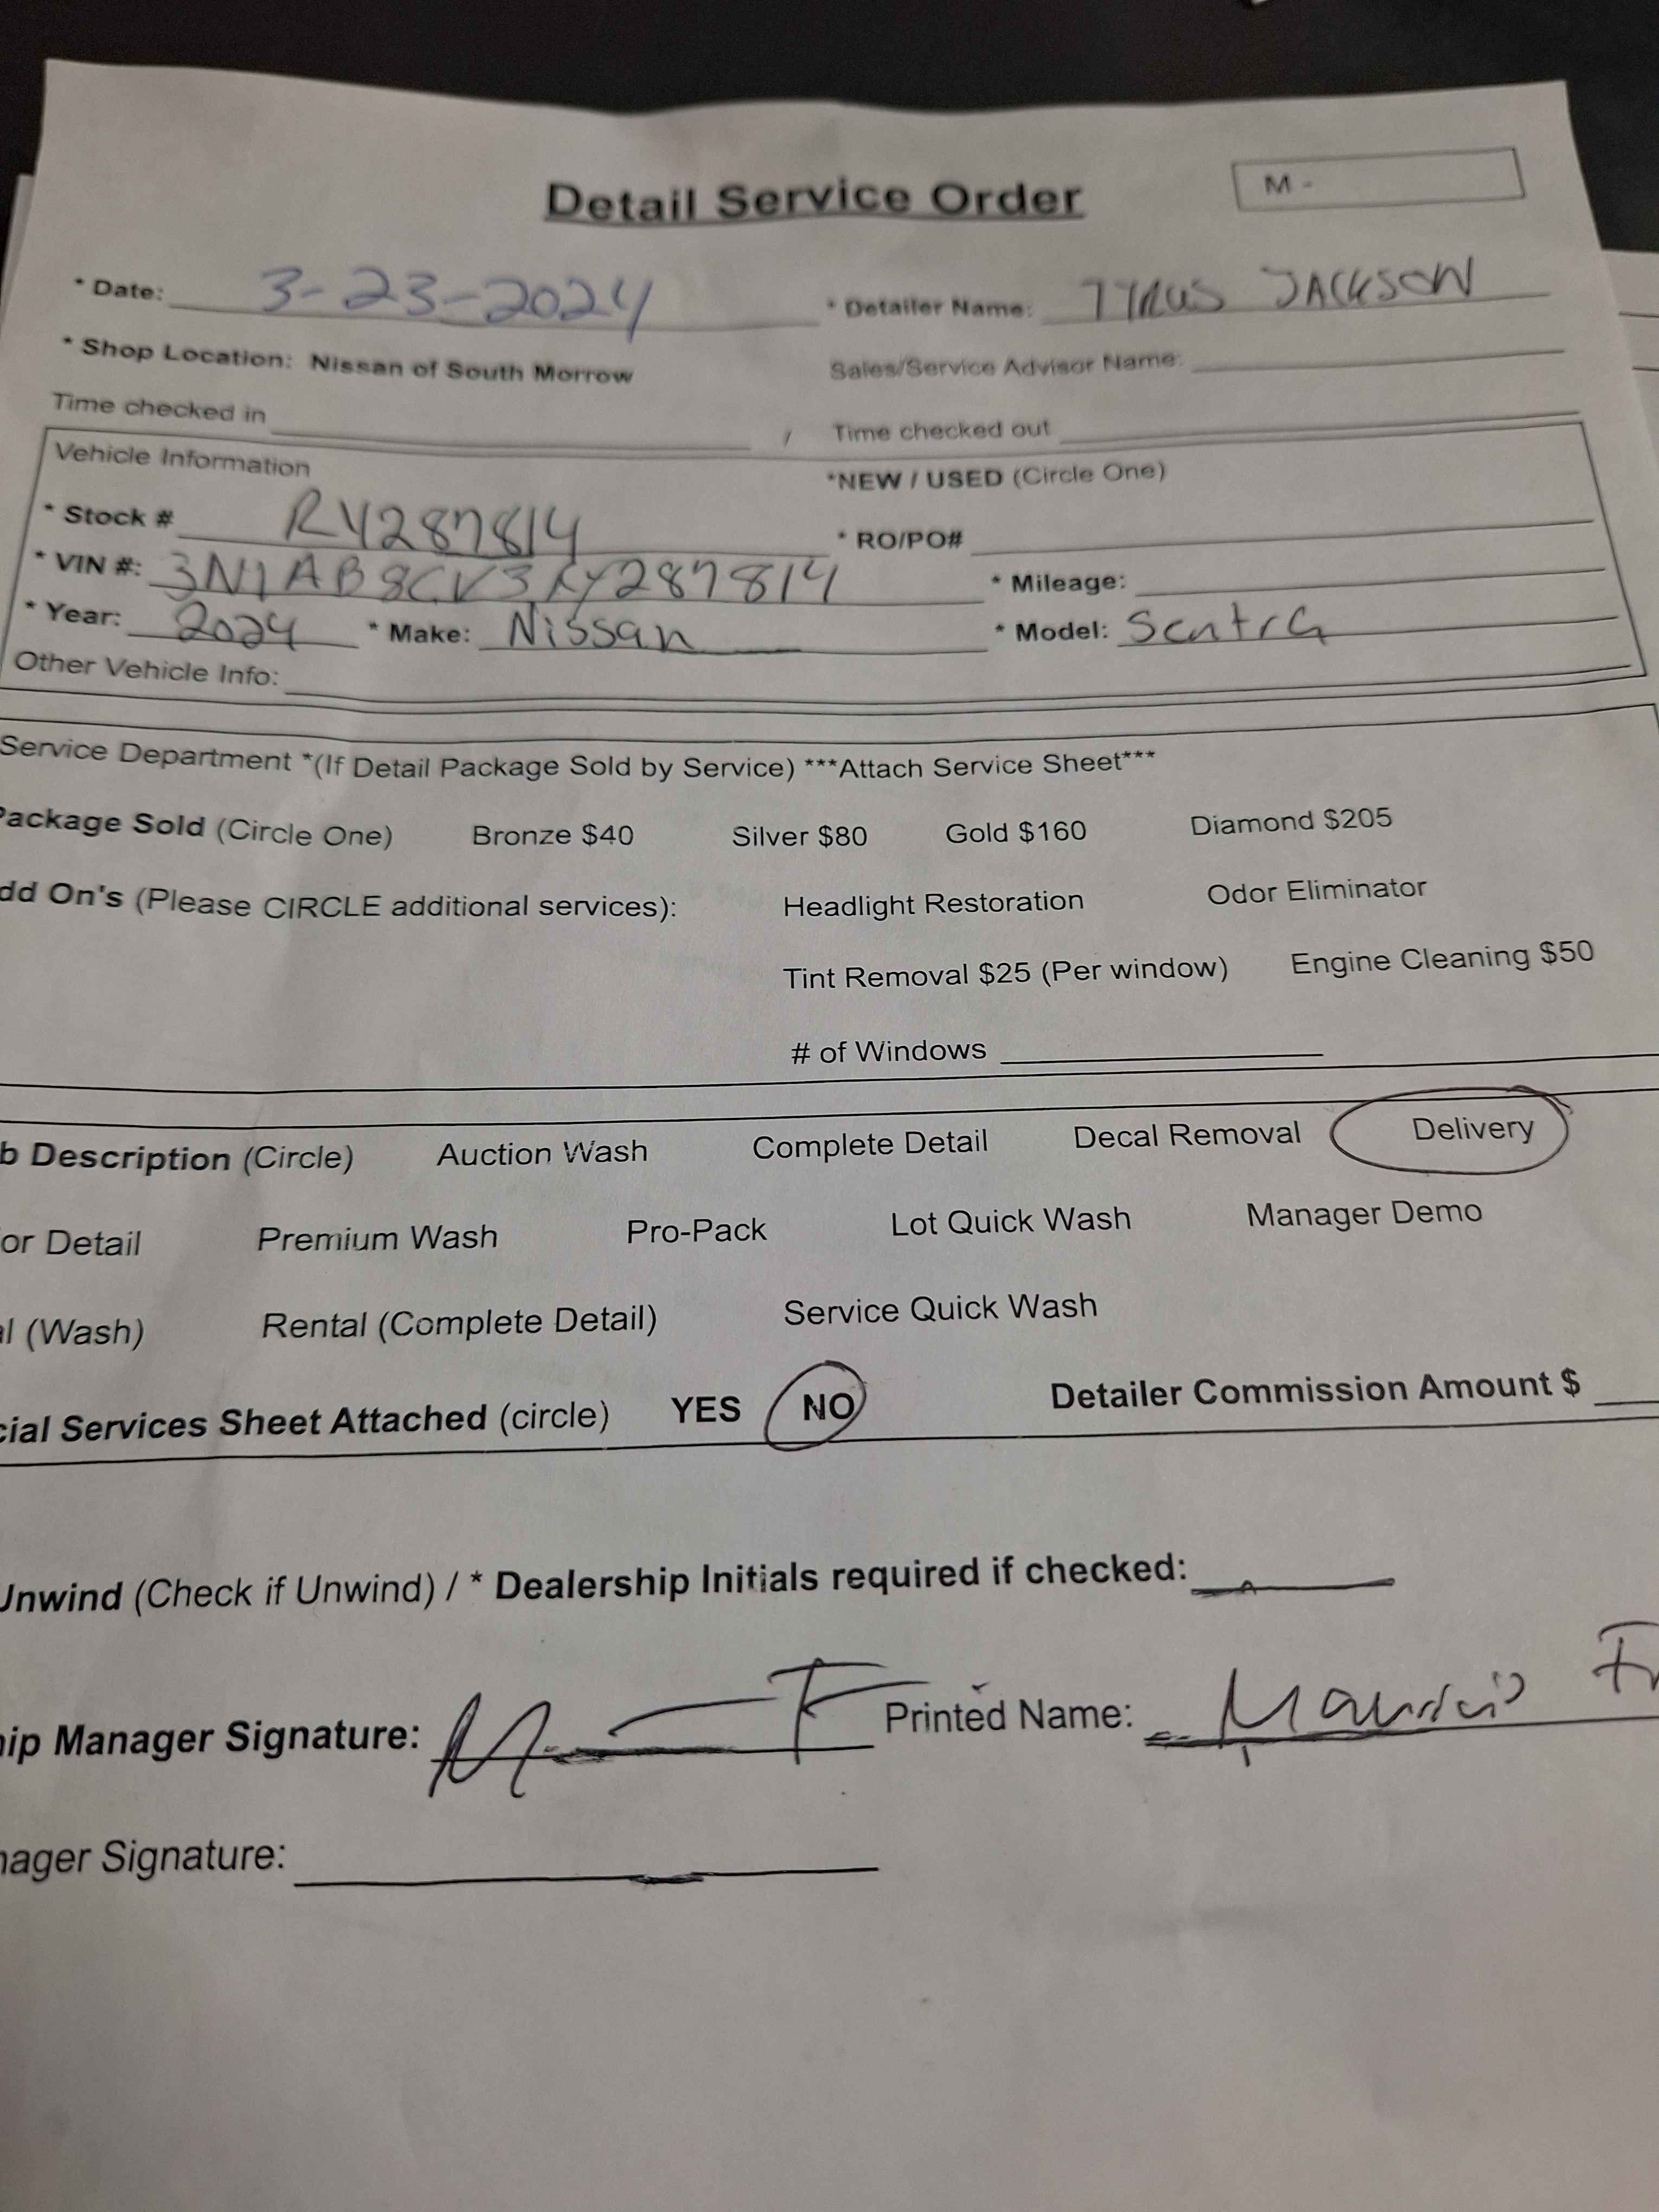 Detail Service Order
M -
* Date: 3-23-2024 * Detailer Name: TYRUS JACKSON
* Shop Location: Nissan of South Morrow Sales/Service Advisor Name:
Time checked in / Time checked out
Vehicle Information *NEW / USED (Circle One)
* Stock # RY287814 * RO/PO#
* VIN #: 3N1AB8CV3RY287814 * Mileage:
* Year: 2024 * Make: Nissan * Model: Sentra
Other Vehicle Info:
Service Department *(If Detail Package Sold by Service) ***Attach Service Sheet***
Package Sold (Circle One) Bronze $40 Silver $80 Gold $160 Diamond $205
dd On's (Please CIRCLE additional services): Headlight Restoration Odor Eliminator
Tint Removal $25 (Per window) Engine Cleaning $50
# of Windows
b Description (Circle) Auction Wash Complete Detail Decal Removal Delivery
or Detail Premium Wash Pro-Pack Lot Quick Wash Manager Demo
al (Wash) Rental (Complete Detail) Service Quick Wash
cial Services Sheet Attached (circle) YES NO Detailer Commission Amount $
Unwind (Check if Unwind) / * Dealership Initials required if checked:
hip Manager Signature: Printed Name:
nager Signature: